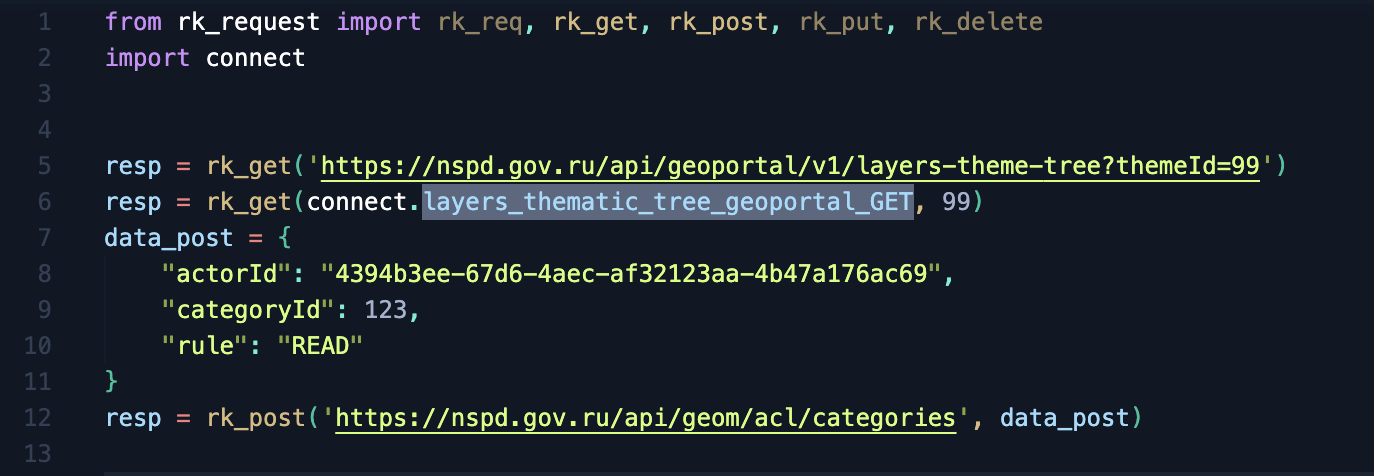 1 from rk_request import rk_req, rk_get, rk_post, rk_put, rk_delete
2 import connect
3
4
5 resp = rk_get('https://nspd.gov.ru/api/geoportal/v1/layers-theme-tree?themeId=99')
6 resp = rk_get(connect.layers_thematic_tree_geoportal_GET, 99)
7 data_post = {
8     "actorId": "4394b3ee-67d6-4aec-af32123aa-4b47a176ac69",
9     "categoryId": 123,
10     "rule": "READ"
11 }
12 resp = rk_post('https://nspd.gov.ru/api/geom/acl/categories', data_post)
13